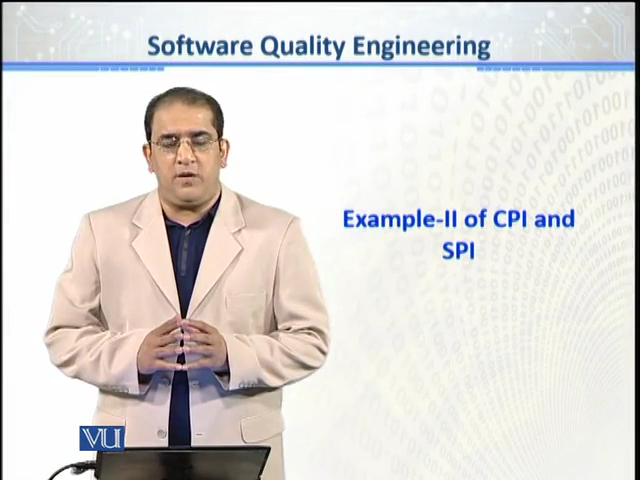 Software Quality Engineering
Example-II of CPI and
SPI
VU